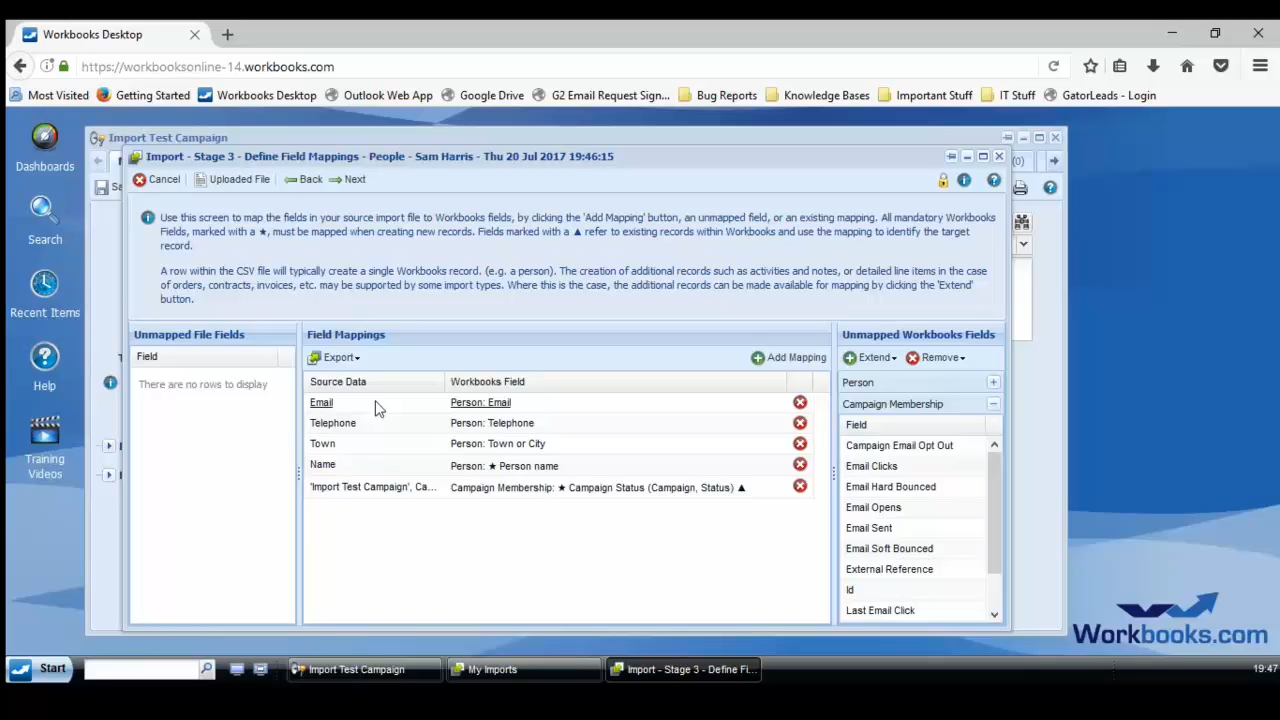 Workbooks Desktop
https://workbooksonline-14.workbooks.com
Most Visited Getting Started Workbooks Desktop Outlook Web App Google Drive G2 Email Request Sign... Bug Reports Knowledge Bases Important Stuff IT Stuff GatorLeads - Login
Dashboards
Search
Recent Items
Help
Training
Videos
Import Test Campaign
(0)
Sa
Import - Stage 3 - Define Field Mappings - People - Sam Harris - Thu 20 Jul 2017 19:46:15
Cancel Uploaded File Back Next
Use this screen to map the fields in your source import file to Workbooks fields, by clicking the 'Add Mapping' button, an unmapped field, or an existing mapping. All mandatory Workbooks
Fields, marked with a ★, must be mapped when creating new records. Fields marked with a ▲ refer to existing records within Workbooks and use the mapping to identify the target
record.
A row within the CSV file will typically create a single Workbooks record. (e.g. a person). The creation of additional records such as activities and notes, or detailed line items in the case
of orders, contracts, invoices, etc. may be supported by some import types. Where this is the case, the additional records can be made available for mapping by clicking the 'Extend'
button.
Unmapped File Fields
Field
There are no rows to display
Field Mappings
Export
Add Mapping
Source Data Workbooks Field
Email Person: Email
Telephone Person: Telephone
Town Person: Town or City
Name Person: ★ Person name
'Import Test Campaign', Ca... Campaign Membership: ★ Campaign Status (Campaign, Status) ▲
Unmapped Workbooks Fields
Extend Remove
Person
Campaign Membership
Field
Campaign Email Opt Out
Email Clicks
Email Hard Bounced
Email Opens
Email Sent
Email Soft Bounced
External Reference
Id
Last Email Click
Workbooks.com
Start
Import Test Campaign
My Imports
Import - Stage 3 - Define Fi...
19:47